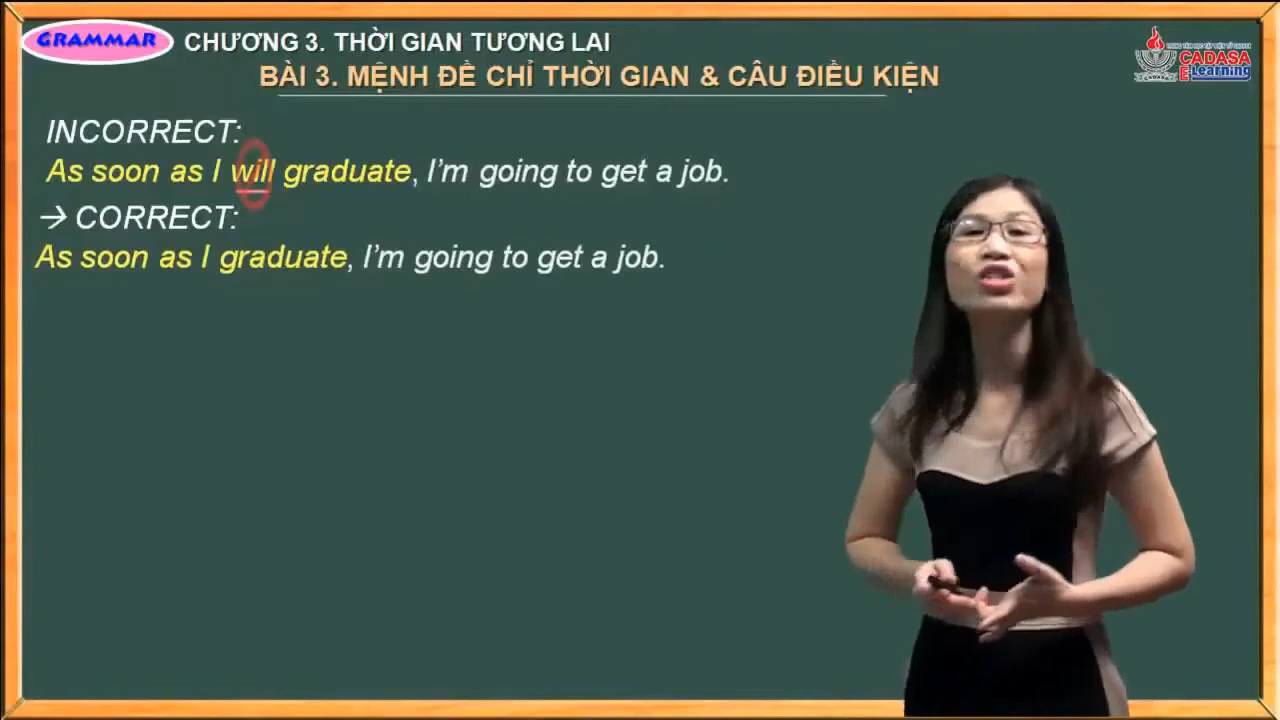 GRAMMAR
CHƯƠNG 3. THỜI GIAN TƯƠNG LAI
BÀI 3. MỆNH ĐỀ CHỈ THỜI GIAN & CÂU ĐIỀU KIỆN
CADASA
E-Learning
INCORRECT:
As soon as I will graduate, I'm going to get a job.
→ CORRECT:
As soon as I graduate, I'm going to get a job.